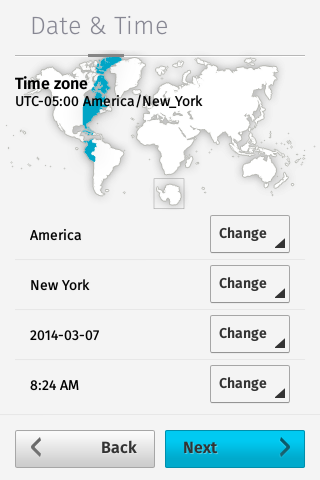 Date & Time
Time zone
UTC-05:00 America/New_York
America
Change
New York
Change
2014-03-07
Change
8:24 AM
Change
Back
Next